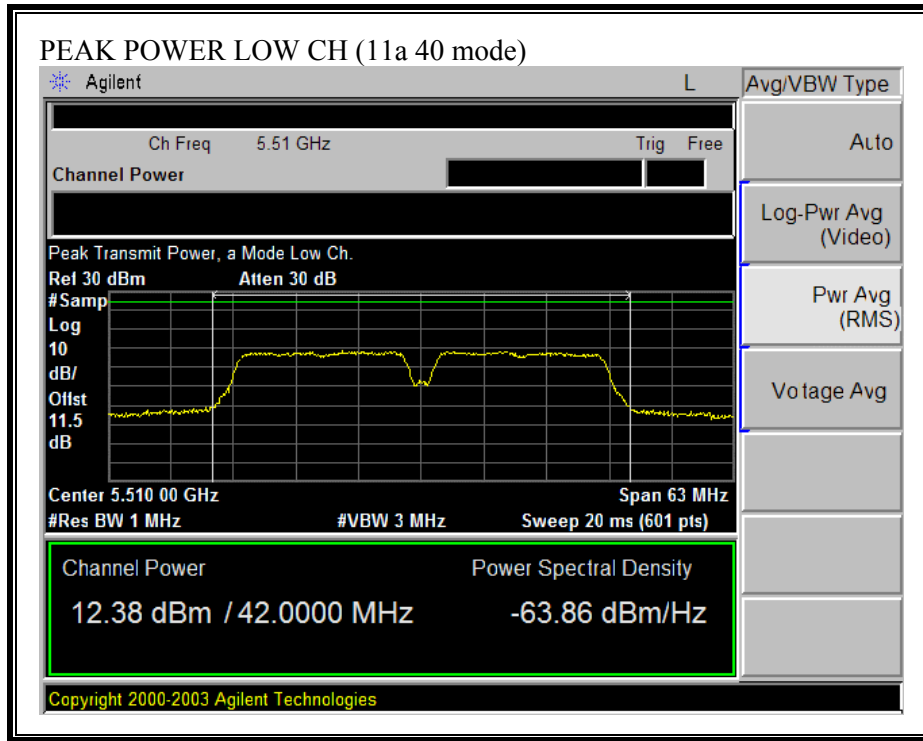 PEAK POWER LOW CH (11a 40 mode)
Agilent L Avg/VBW Type
Ch Freq 5.51 GHz Trig Free
Channel Power
Auto
Log-Pwr Avg
(Video)
Pwr Avg
(RMS)
Voltage Avg
Peak Transmit Power, a Mode Low Ch.
Ref 30 dBm Atten 30 dB
#Samp
Log
10
dB/
Offst
11.5
dB
Center 5.510 00 GHz Span 63 MHz
#Res BW 1 MHz #VBW 3 MHz Sweep 20 ms (601 pts)
Channel Power Power Spectral Density
12.38 dBm / 42.0000 MHz -63.86 dBm/Hz
Copyright 2000-2003 Agilent Technologies